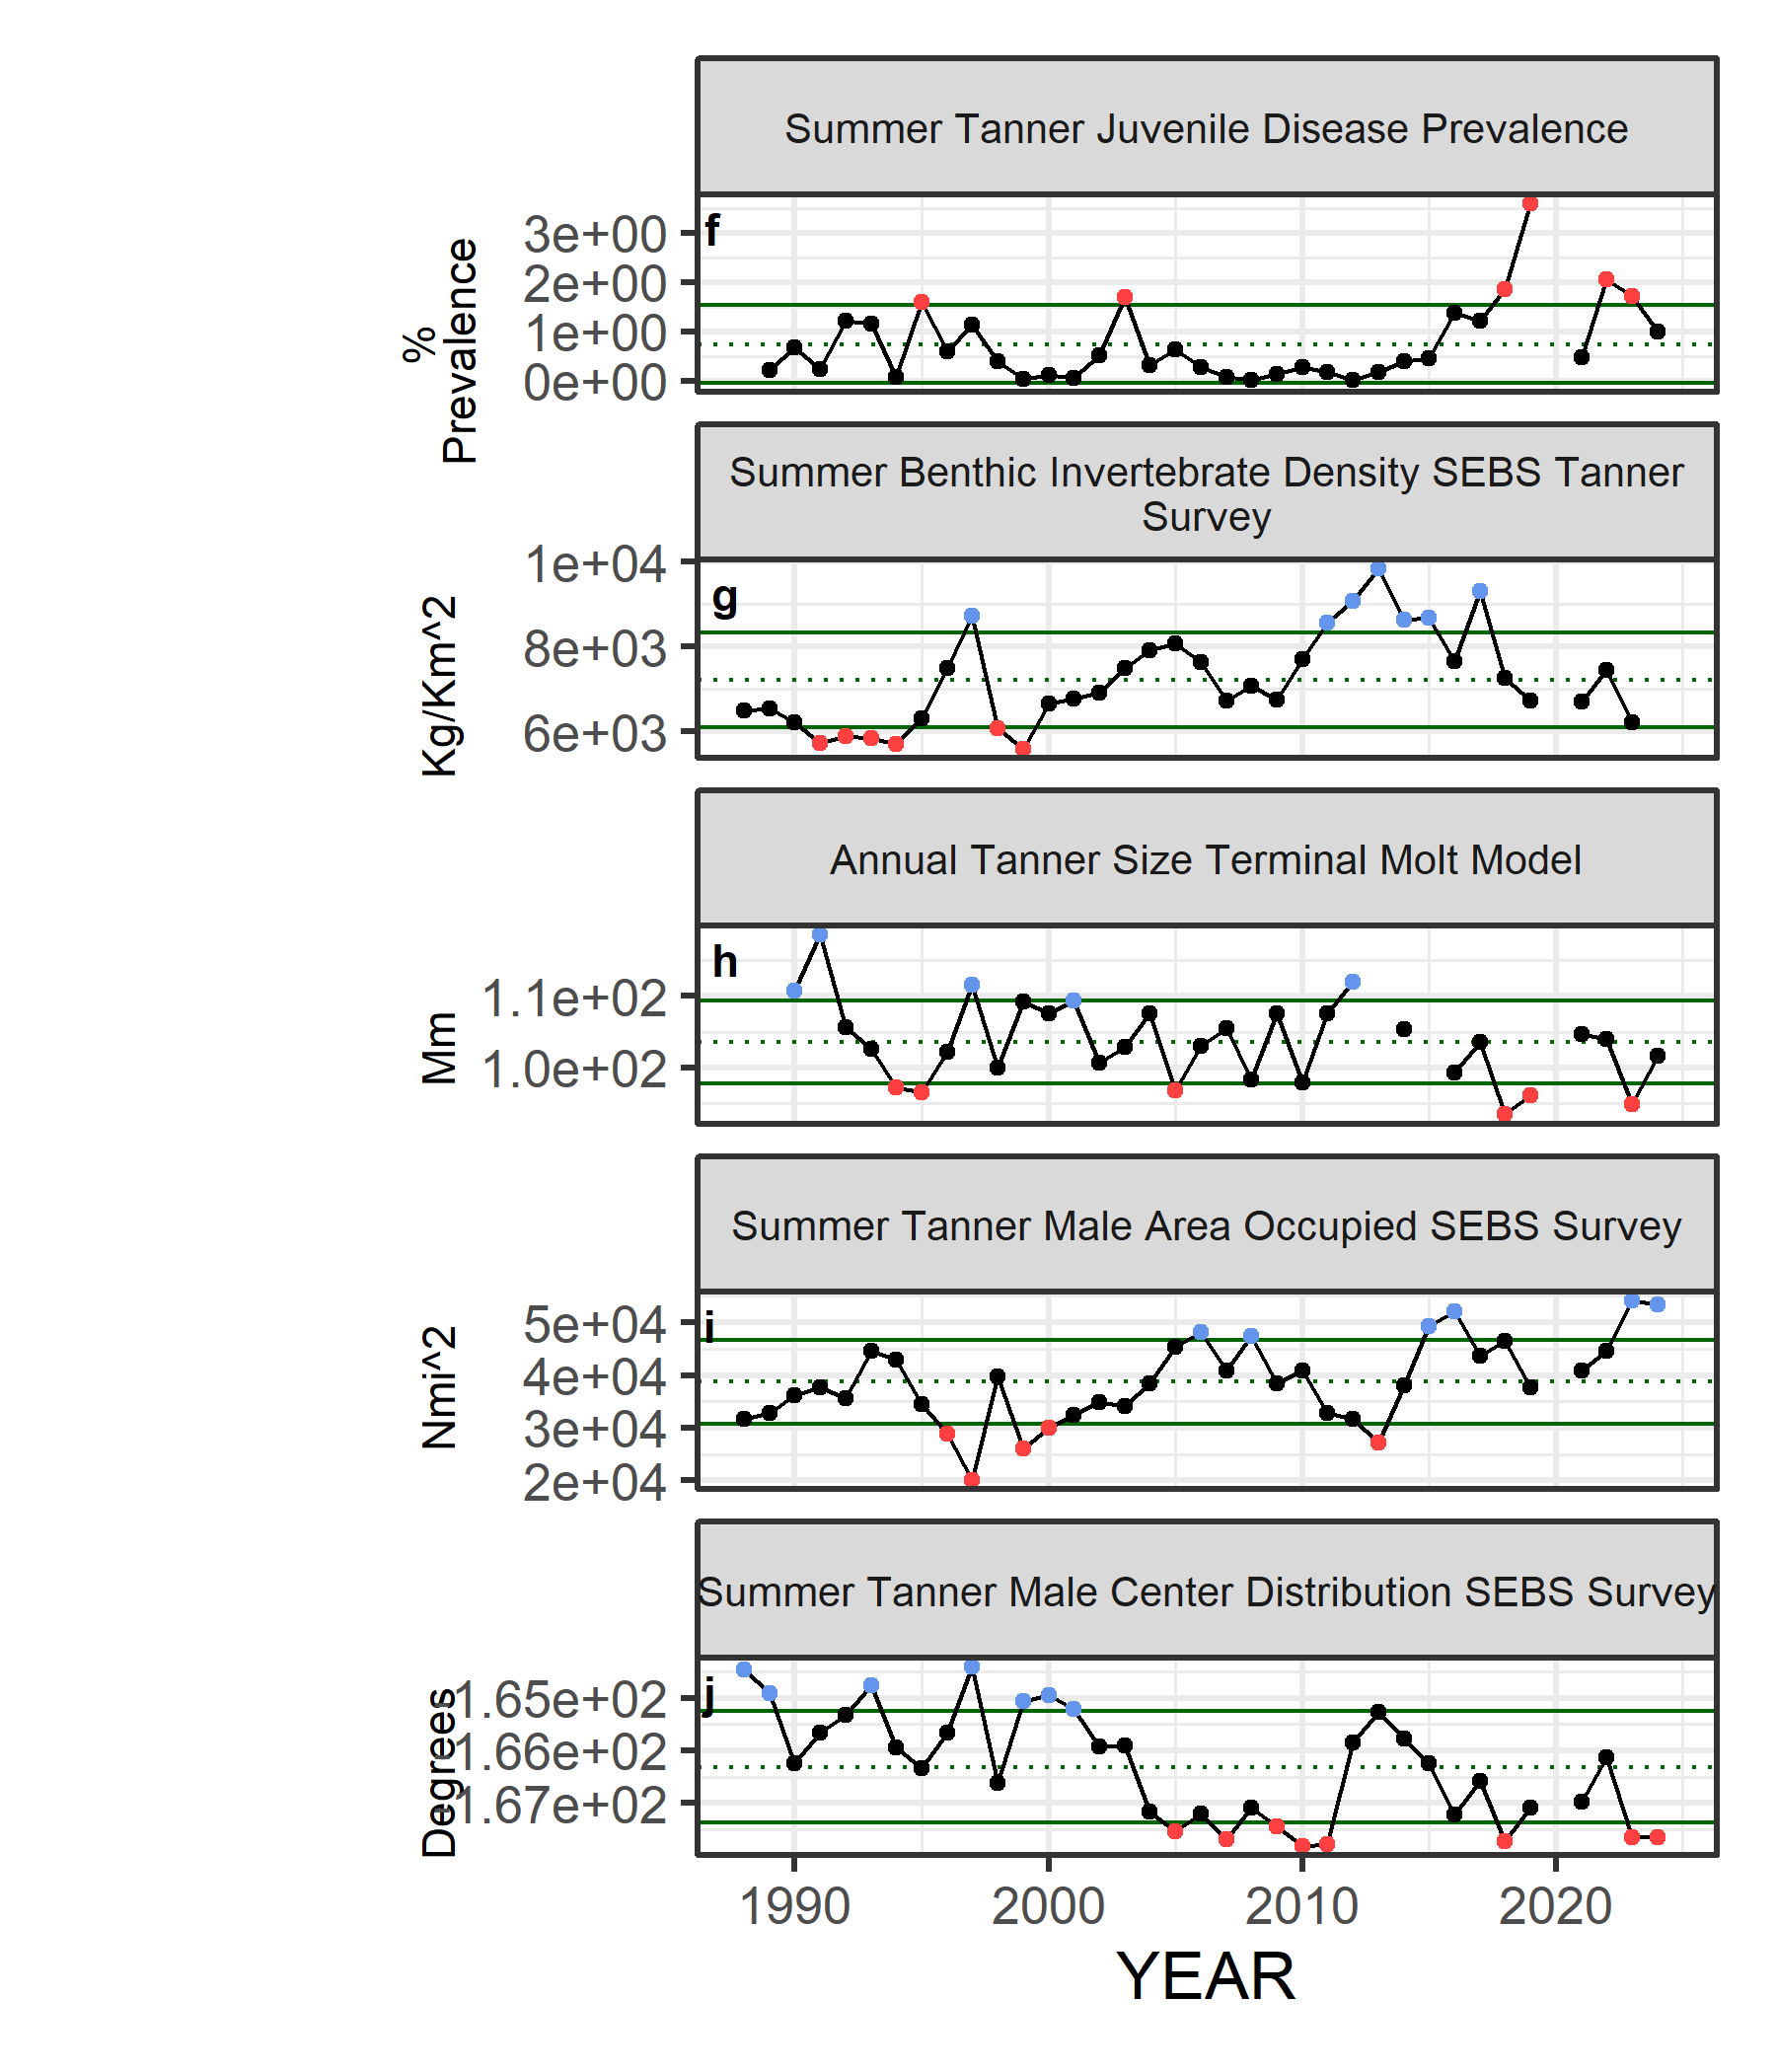 Summer Tanner Juvenile Disease Prevalence
f
%
Prevalence
3e+00
2e+00
1e+00
0e+00
Summer Benthic Invertebrate Density SEBS Tanner
Survey
g
Kg/Km^2
1e+04
8e+03
6e+03
Annual Tanner Size Terminal Molt Model
h
Mm
1.1e+02
1.0e+02
Summer Tanner Male Area Occupied SEBS Survey
i
Nmi^2
5e+04
4e+04
3e+04
2e+04
Summer Tanner Male Center Distribution SEBS Survey
j
Degrees
-1.65e+02
-1.66e+02
-1.67e+02
1990 2000 2010 2020
YEAR